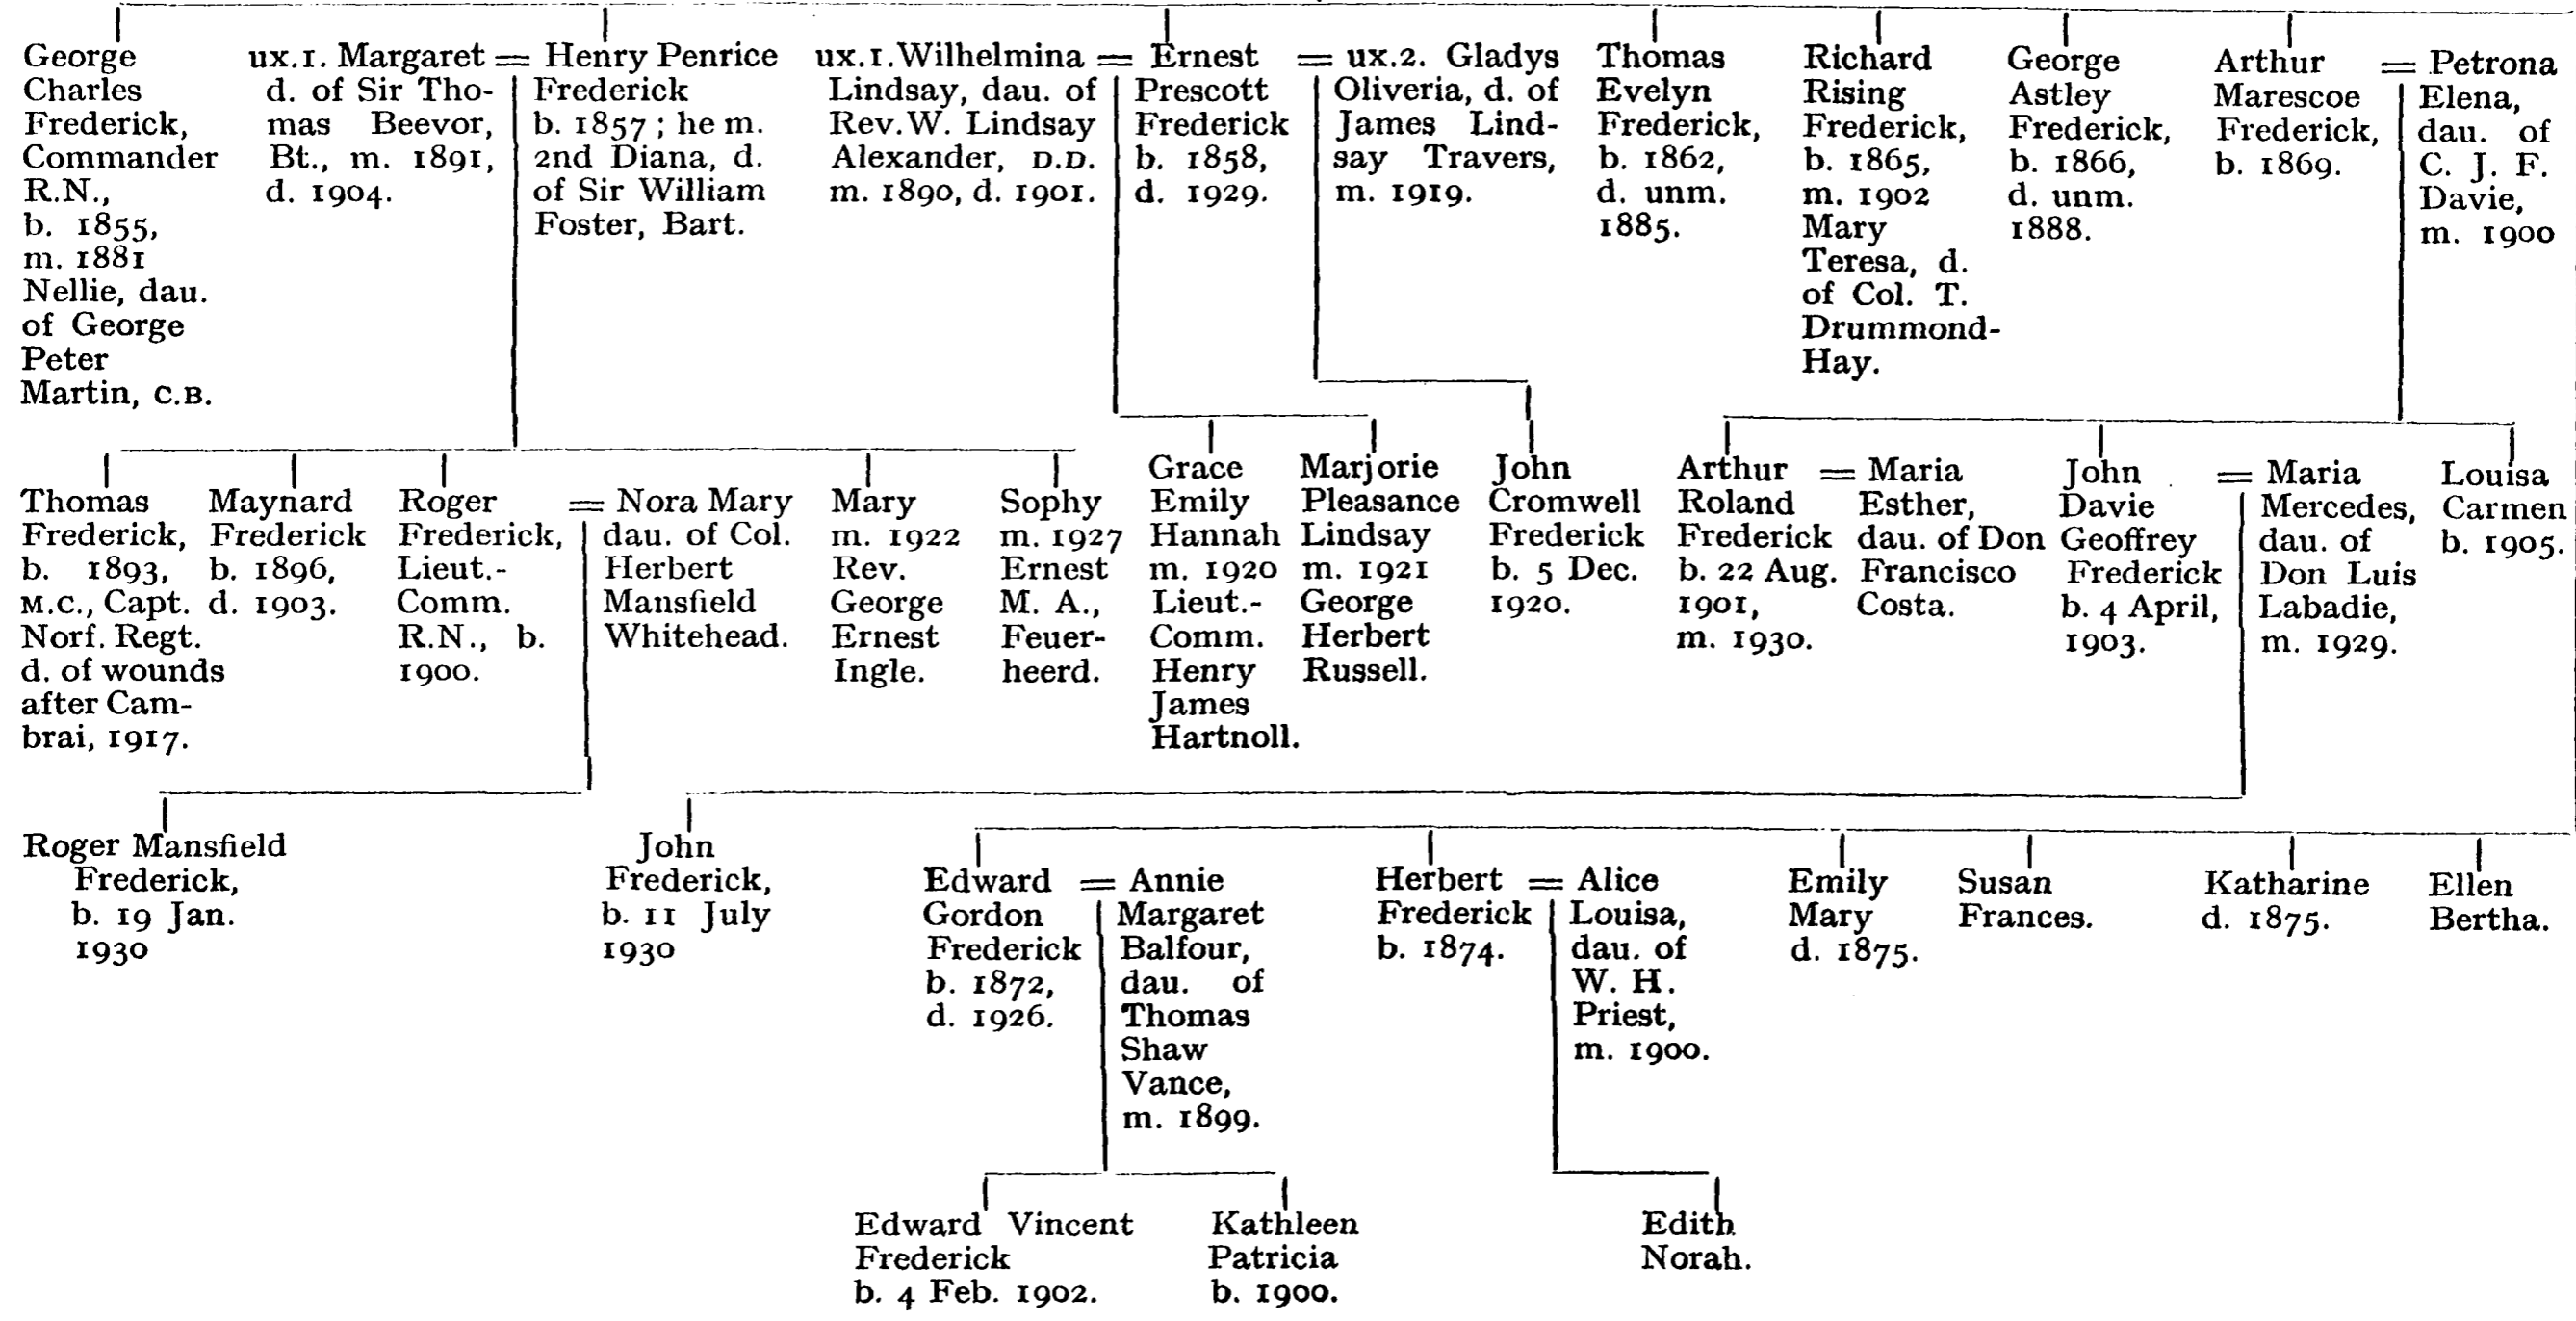 George
Charles
Frederick,
Commander
R.N.,
b. 1855,
m. 1881
Nellie, dau.
of George
Peter
Martin, C.B.
ux.1. Margaret =
d. of Sir Tho-
mas Beevor,
Bt., m. 1891,
d. 1904.
Henry Penrice
Frederick
b. 1857; he m.
2nd Diana, d.
of Sir William
Foster, Bart.
ux.1. Wilhelmina =
Lindsay, dau. of
Rev. W. Lindsay
Alexander, D.D.
m. 1890, d. 1901.
Ernest
Prescott
Frederick
b. 1858,
d. 1929.
= ux.2. Gladys
Oliveria, d. of
James Lind-
say Travers,
m. 1919.
Thomas
Evelyn
Frederick,
b. 1862,
d. unm.
1885.
Richard
Rising
Frederick,
b. 1865,
m. 1902
Mary
Teresa, d.
of Col. T.
Drummond-
Hay.
George
Astley
Frederick,
b. 1866,
d. unm.
1888.
Arthur
Marescoe
Frederick,
b. 1869.
= Petrona
Elena,
dau. of
C. J. F.
Davie,
m. 1900
Thomas
Frederick,
b. 1893,
M.C., Capt.
Norf. Regt.
d. of wounds
after Cam-
brai, 1917.
Maynard
Frederick
b. 1896,
d. 1903.
Roger
Frederick,
Lieut.-
Comm.
R.N., b.
1900.
= Nora Mary
dau. of Col.
Herbert
Mansfield
Whitehead.
Mary
m. 1922
Rev.
George
Ernest
Ingle.
Sophy
m. 1927
Ernest
M. A.,
Feuer-
heerd.
Grace
Emily
Hannah
m. 1920
Lieut.-
Comm.
Henry
James
Hartnoll.
Marjorie
Pleasance
Lindsay
m. 1921
George
Herbert
Russell.
John
Cromwell
Frederick
b. 5 Dec.
1920.
Arthur
Roland
Frederick
b. 22 Aug.
1901,
m. 1930.
= Maria
Esther,
dau. of Don
Francisco
Costa.
John
Davie
Geoffrey
Frederick
b. 4 April,
1903.
= Maria
Mercedes,
dau. of
Don Luis
Labadie,
m. 1929.
Louisa
Carmen
b. 1905.
Roger Mansfield
Frederick,
b. 19 Jan.
1930
John
Frederick,
b. 11 July
1930
Edward
Gordon
Frederick
b. 1872,
d. 1926.
= Annie
Margaret
Balfour,
dau. of
Thomas
Shaw
Vance,
m. 1899.
Herbert
Frederick
b. 1874.
= Alice
Louisa,
dau. of
W. H.
Priest,
m. 1900.
Emily
Mary
d. 1875.
Susan
Frances.
Katharine
d. 1875.
Ellen
Bertha.
Edward Vincent
Frederick
b. 4 Feb. 1902.
Kathleen
Patricia
b. 1900.
Edith
Norah.